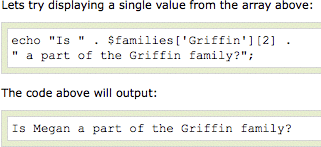 Lets try displaying a single value from the array above:
echo "Is " . $families['Griffin'][2] .
" a part of the Griffin family?";
The code above will output:
Is Megan a part of the Griffin family?